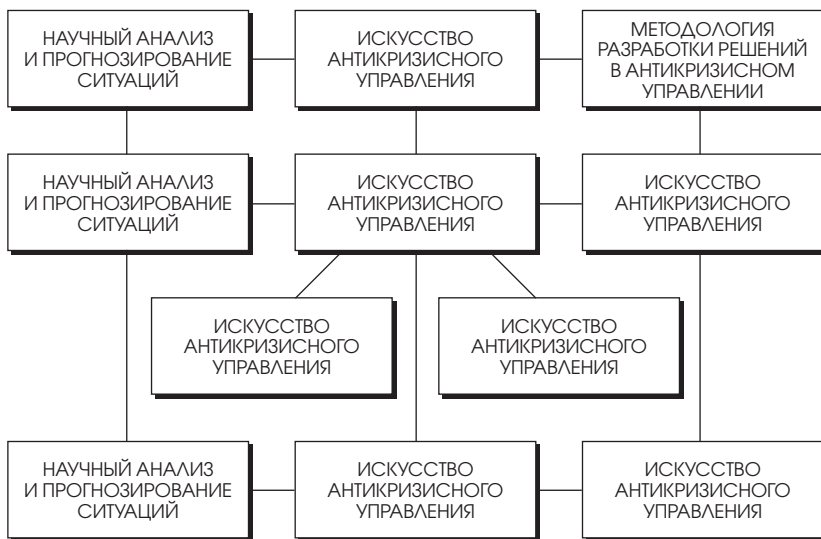 НАУЧНЫЙ АНАЛИЗ
И ПРОГНОЗИРОВАНИЕ
СИТУАЦИЙ
ИСКУССТВО
АНТИКРИЗИСНОГО
УПРАВЛЕНИЯ
МЕТОДОЛОГИЯ
РАЗРАБОТКИ РЕШЕНИЙ
В АНТИКРИЗИСНОМ
УПРАВЛЕНИИ
НАУЧНЫЙ АНАЛИЗ
И ПРОГНОЗИРОВАНИЕ
СИТУАЦИЙ
ИСКУССТВО
АНТИКРИЗИСНОГО
УПРАВЛЕНИЯ
ИСКУССТВО
АНТИКРИЗИСНОГО
УПРАВЛЕНИЯ
ИСКУССТВО
АНТИКРИЗИСНОГО
УПРАВЛЕНИЯ
ИСКУССТВО
АНТИКРИЗИСНОГО
УПРАВЛЕНИЯ
НАУЧНЫЙ АНАЛИЗ
И ПРОГНОЗИРОВАНИЕ
СИТУАЦИЙ
ИСКУССТВО
АНТИКРИЗИСНОГО
УПРАВЛЕНИЯ
ИСКУССТВО
АНТИКРИЗИСНОГО
УПРАВЛЕНИЯ